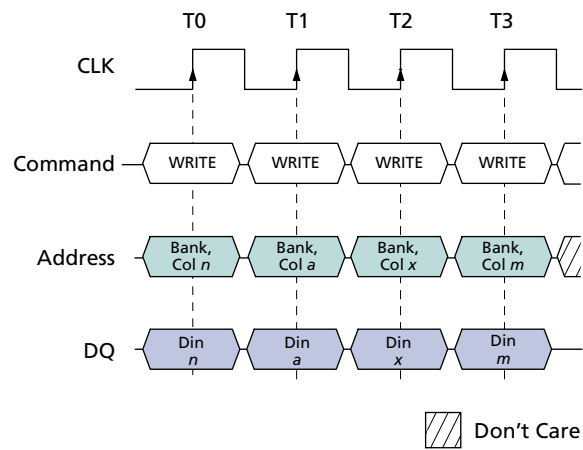 T0 T1 T2 T3
CLK
Command WRITE WRITE WRITE WRITE
Address Bank, Bank, Bank, Bank,
Col n Col a Col x Col m
DQ Din Din Din Din
n a x m
Don't Care